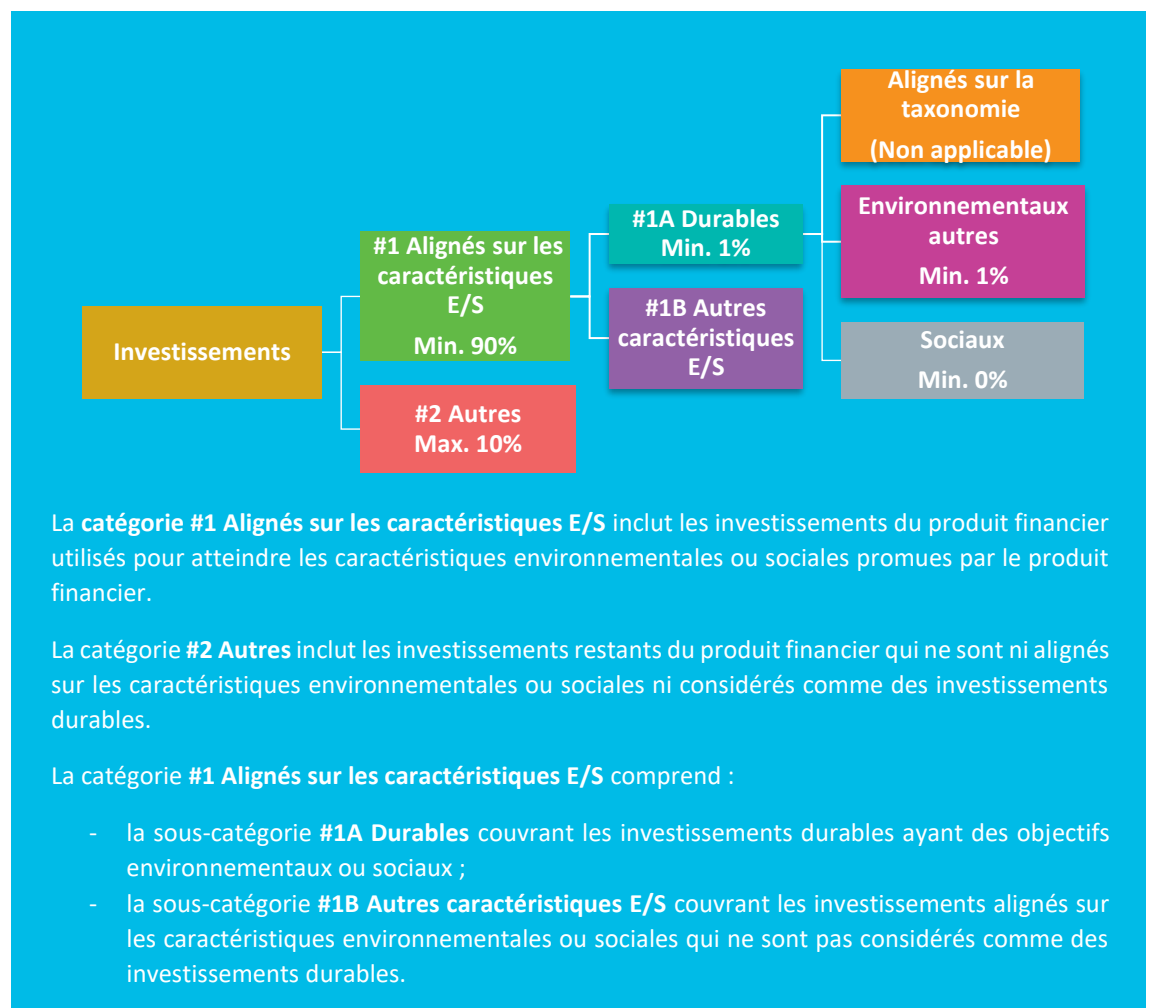 Alignés sur la
taxonomie
(Non applicable)
#1A Durables
Min. 1%
Environnementaux
autres
Min. 1%
#1 Alignés sur les
caractéristiques
E/S
Min. 90%
#1B Autres
caractéristiques
E/S
Investissements
Sociaux
Min. 0%
#2 Autres
Max. 10%
La catégorie #1 Alignés sur les caractéristiques E/S inclut les investissements du produit financier
utilisés pour atteindre les caractéristiques environnementales ou sociales promues par le produit
financier.
La catégorie #2 Autres inclut les investissements restants du produit financier qui ne sont ni alignés
sur les caractéristiques environnementales ou sociales ni considérés comme des investissements
durables.
La catégorie #1 Alignés sur les caractéristiques E/S comprend :
- la sous-catégorie #1A Durables couvrant les investissements durables ayant des objectifs
environnementaux ou sociaux ;
- la sous-catégorie #1B Autres caractéristiques E/S couvrant les investissements alignés sur
les caractéristiques environnementales ou sociales qui ne sont pas considérés comme des
investissements durables.